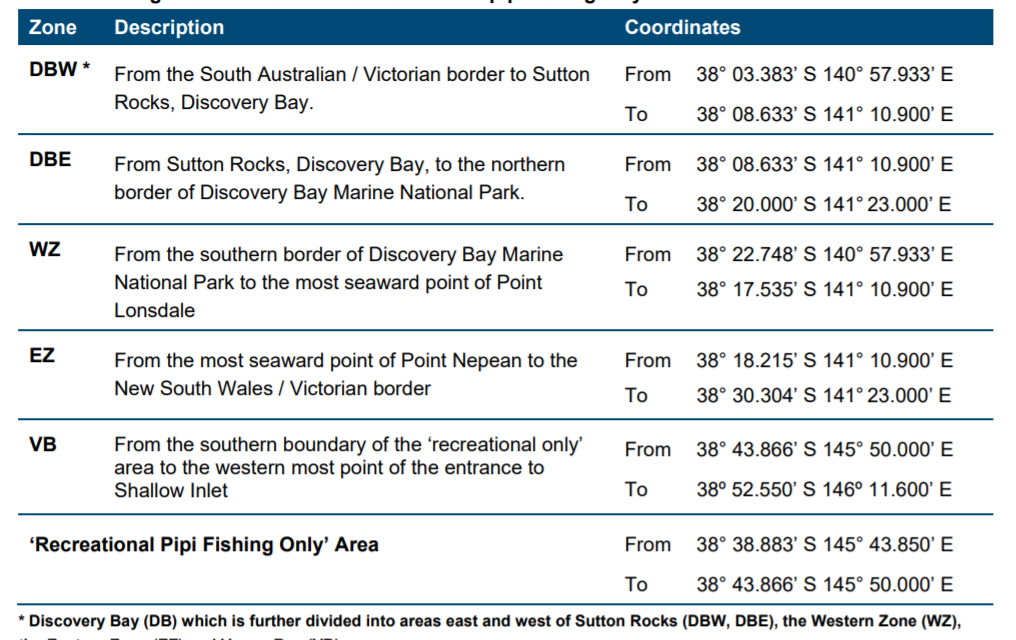 Zone Description Coordinates
DBW * From the South Australian / Victorian border to Sutton From 38° 03.383’ S 140° 57.933’ E
Rocks, Discovery Bay.
To 38° 08.633’ S 141° 10.900’ E
DBE From Sutton Rocks, Discovery Bay, to the northern From 38° 08.633’ S 141° 10.900’ E
border of Discovery Bay Marine National Park.
To 38° 20.000’ S 141° 23.000’ E
WZ From the southern border of Discovery Bay Marine From 38° 22.748’ S 140° 57.933’ E
National Park to the most seaward point of Point To 38° 17.535’ S 141° 10.900’ E
Lonsdale
EZ From the most seaward point of Point Nepean to the From 38° 18.215’ S 141° 10.900’ E
New South Wales / Victorian border To 38° 30.304’ S 141° 23.000’ E
VB From the southern boundary of the ‘recreational only’ From 38° 43.866’ S 145° 50.000’ E
area to the western most point of the entrance to
Shallow Inlet To 38º 52.550’ S 146º 11.600’ E
‘Recreational Pipi Fishing Only’ Area From 38° 38.883’ S 145° 43.850’ E
To 38° 43.866’ S 145° 50.000’ E
* Discovery Bay (DB) which is further divided into areas east and west of Sutton Rocks (DBW, DBE), the Western Zone (WZ),